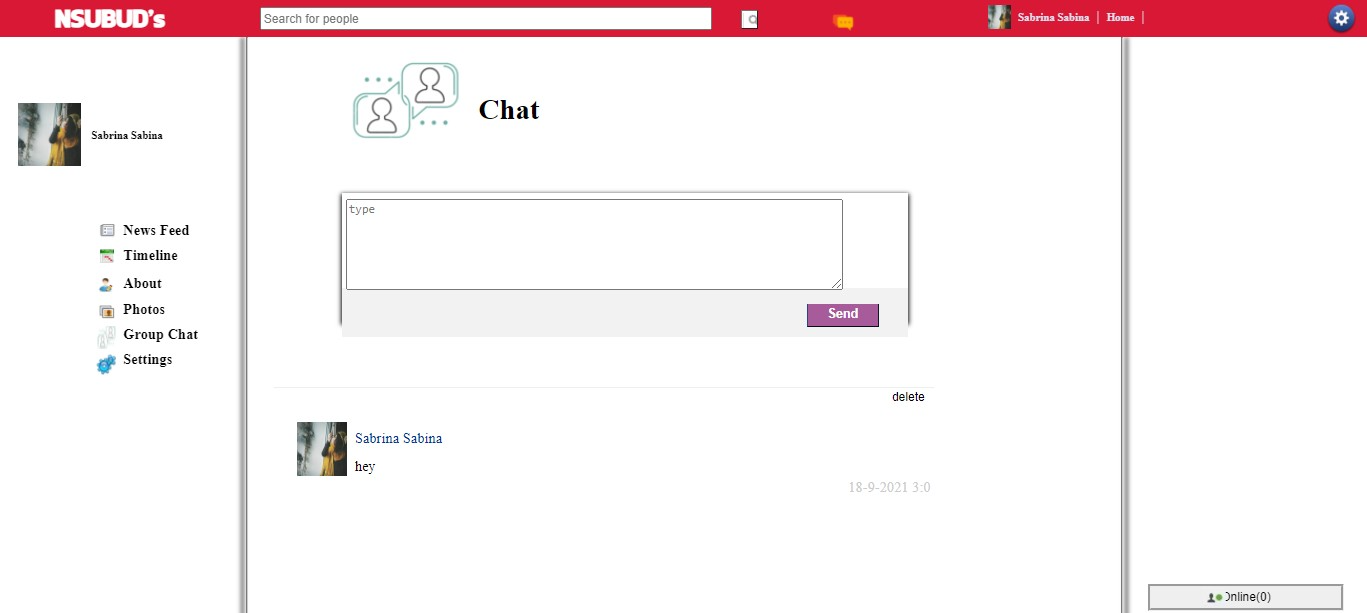 NSUBUD's
Search for people
Sabrina Sabina | Home |
Sabrina Sabina
News Feed
Timeline
About
Photos
Group Chat
Settings
Chat
type
Send
delete
Sabrina Sabina
hey
18-9-2021 3:0
Online(0)